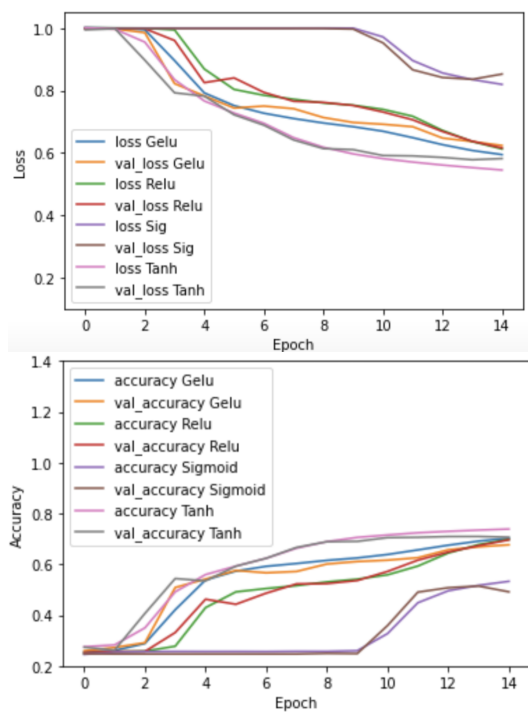 1.0
0.8
0.6
0.4
0.2
Loss
loss Gelu
val_loss Gelu
loss Relu
val_loss Relu
loss Sig
val_loss Sig
loss Tanh
val_loss Tanh
0 2 4 6 8 10 12 14
Epoch
1.4
1.2
1.0
0.8
0.6
0.4
0.2
Accuracy
accuracy Gelu
val_accuracy Gelu
accuracy Relu
val_accuracy Relu
accuracy Sigmoid
val_accuracy Sigmoid
accuracy Tanh
val_accuracy Tanh
0 2 4 6 8 10 12 14
Epoch